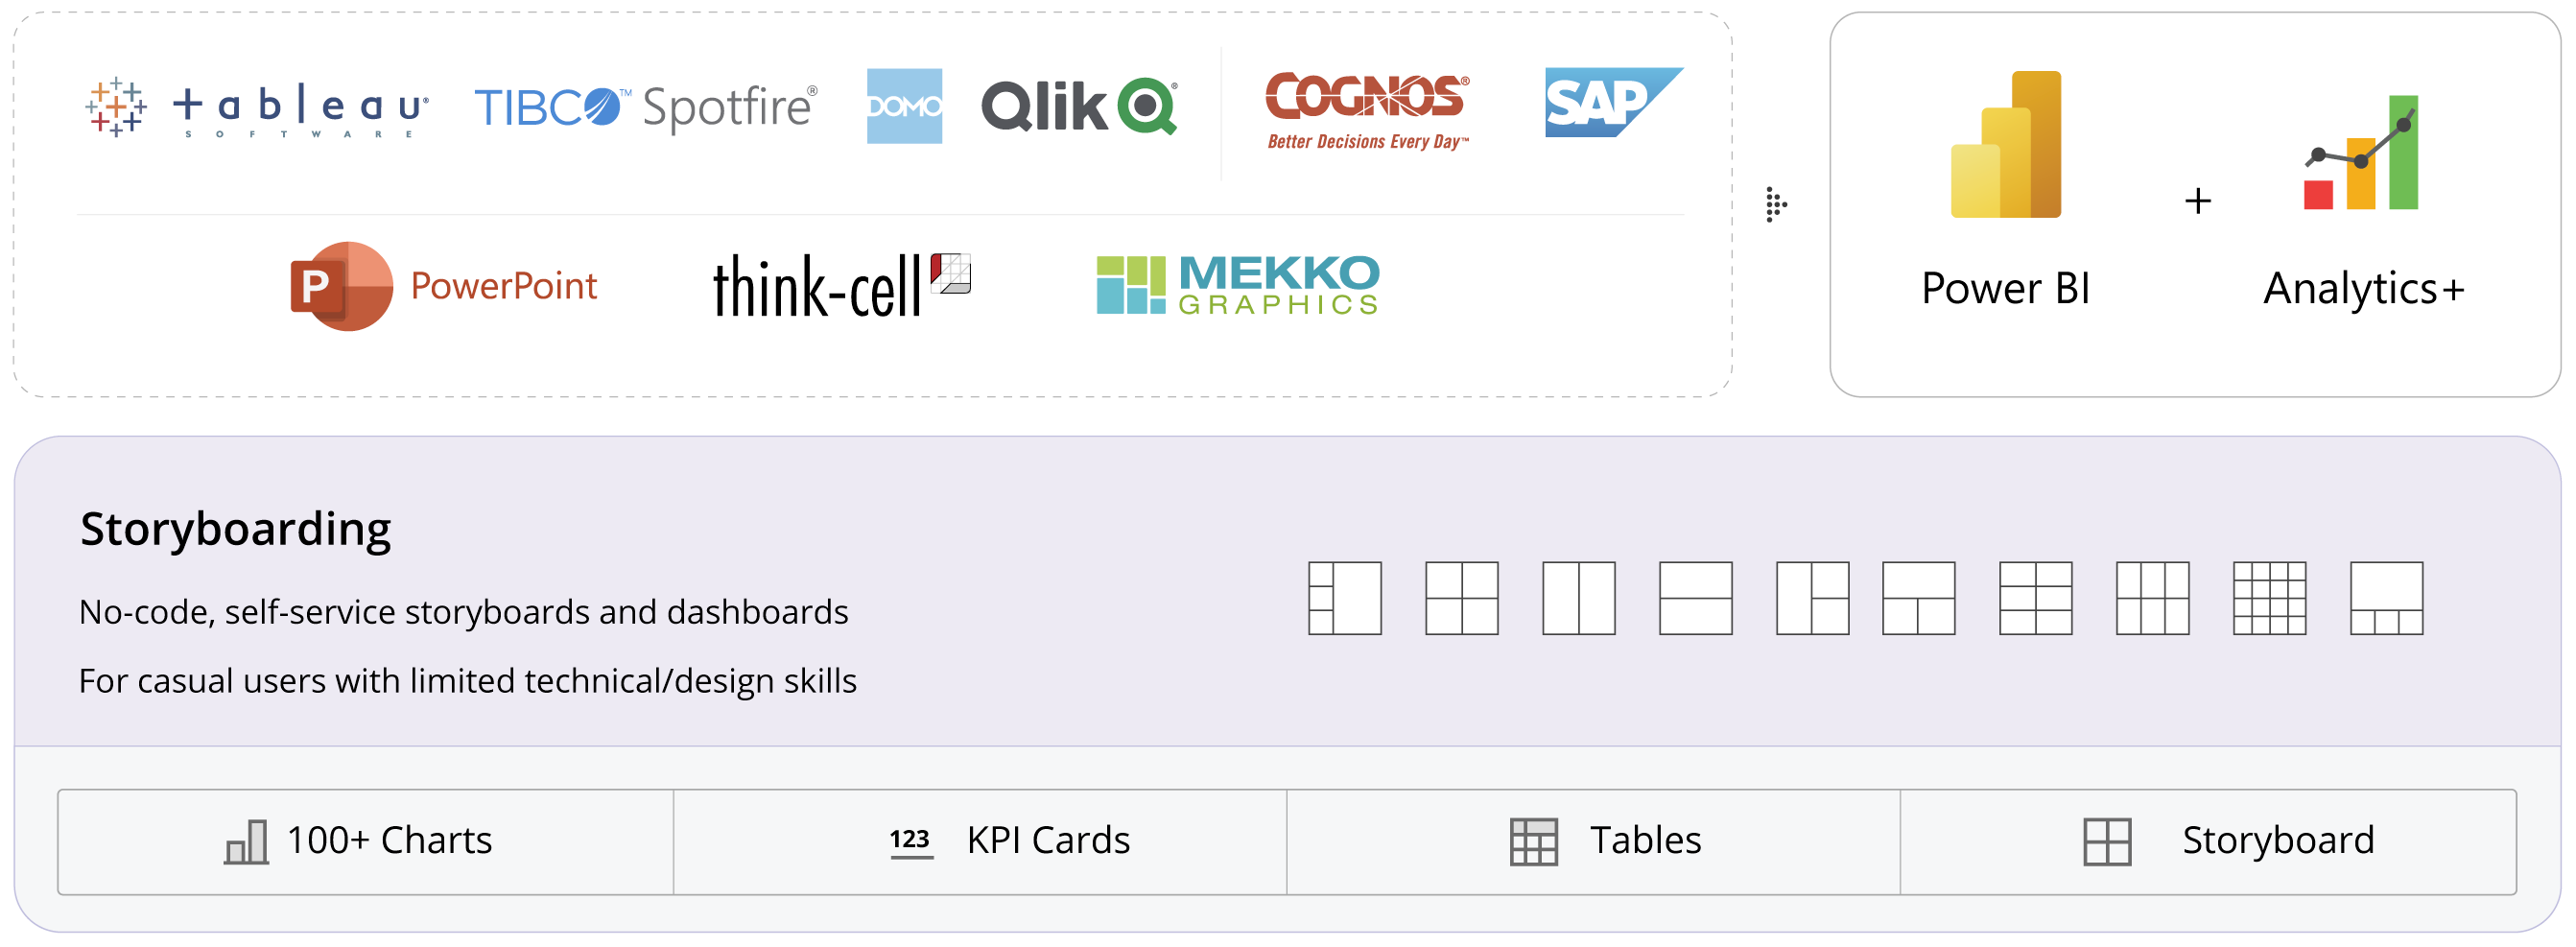 tableau® TIBCO™ Spotfire® DOMO Qlik Q® COGNOS® SAP
SOFTWARE
Better Decisions Every Day™
P PowerPoint think-cell MEKKO
GRAPHICS
+
Power BI Analytics+
Storyboarding
No-code, self-service storyboards and dashboards
For casual users with limited technical/design skills
100+ Charts 123 KPI Cards Tables Storyboard